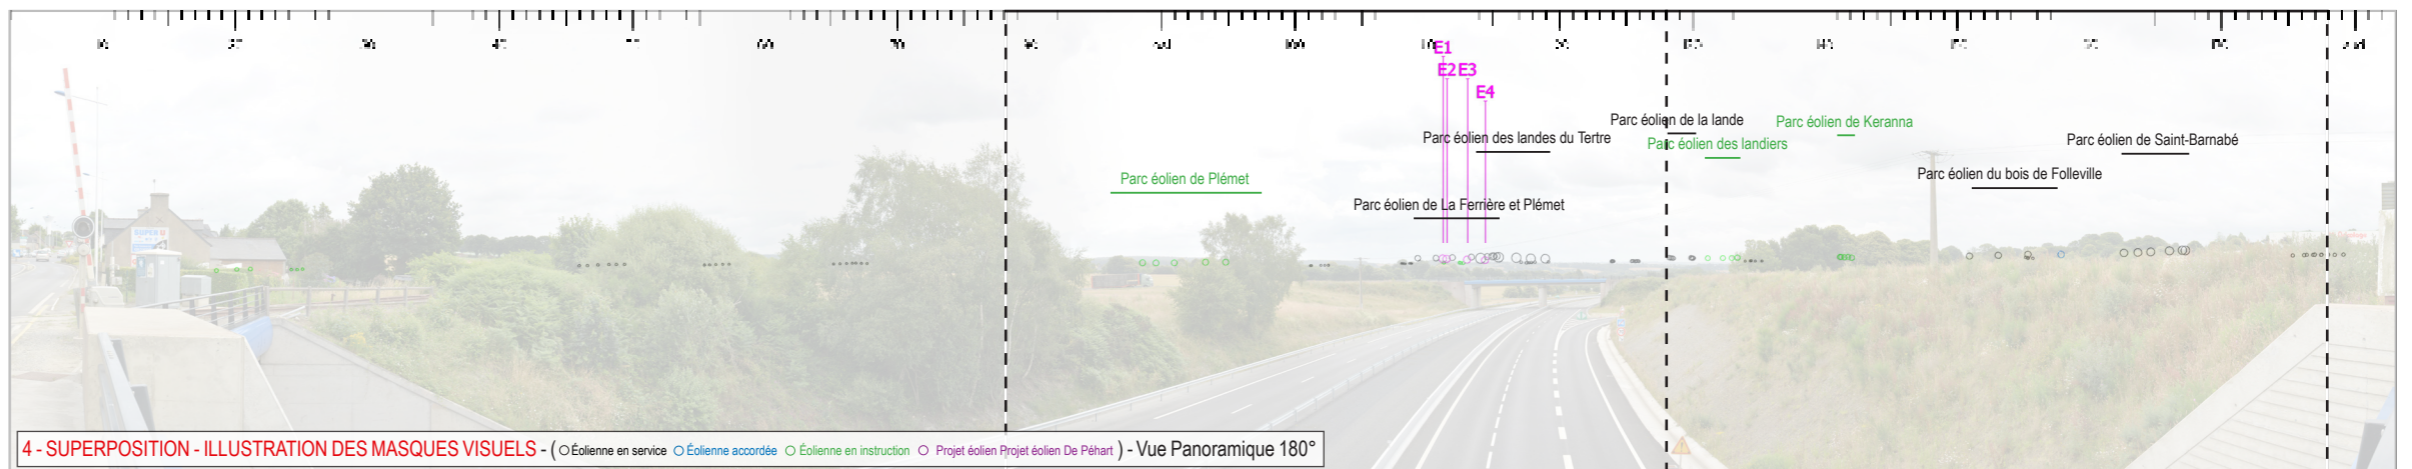 E1
E2 E3
E4
Parc éolien de la lande
Parc éolien de Keranna
Parc éolien des landes du Tertre
Parc éolien des landiers
Parc éolien de Saint-Barnabé
Parc éolien de Plémet
Parc éolien du bois de Folleville
Parc éolien de La Ferrière et Plémet
SUPER U
4 - SUPERPOSITION - ILLUSTRATION DES MASQUES VISUELS - ( Éolienne en service Éolienne accordée Éolienne en instruction Projet éolien Projet éolien De Péhart ) - Vue Panoramique 180°